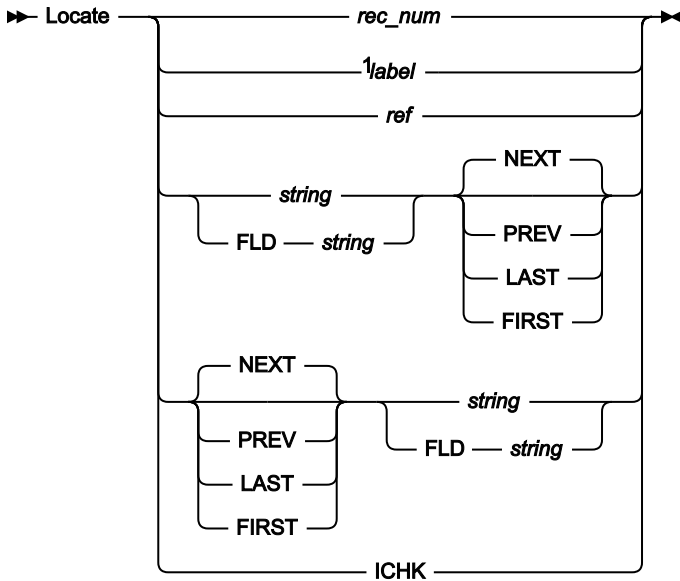 Locate rec_num
1label
ref
NEXT
string
FLD string
PREV
LAST
FIRST
NEXT
string
PREV
FLD string
LAST
FIRST
ICHK